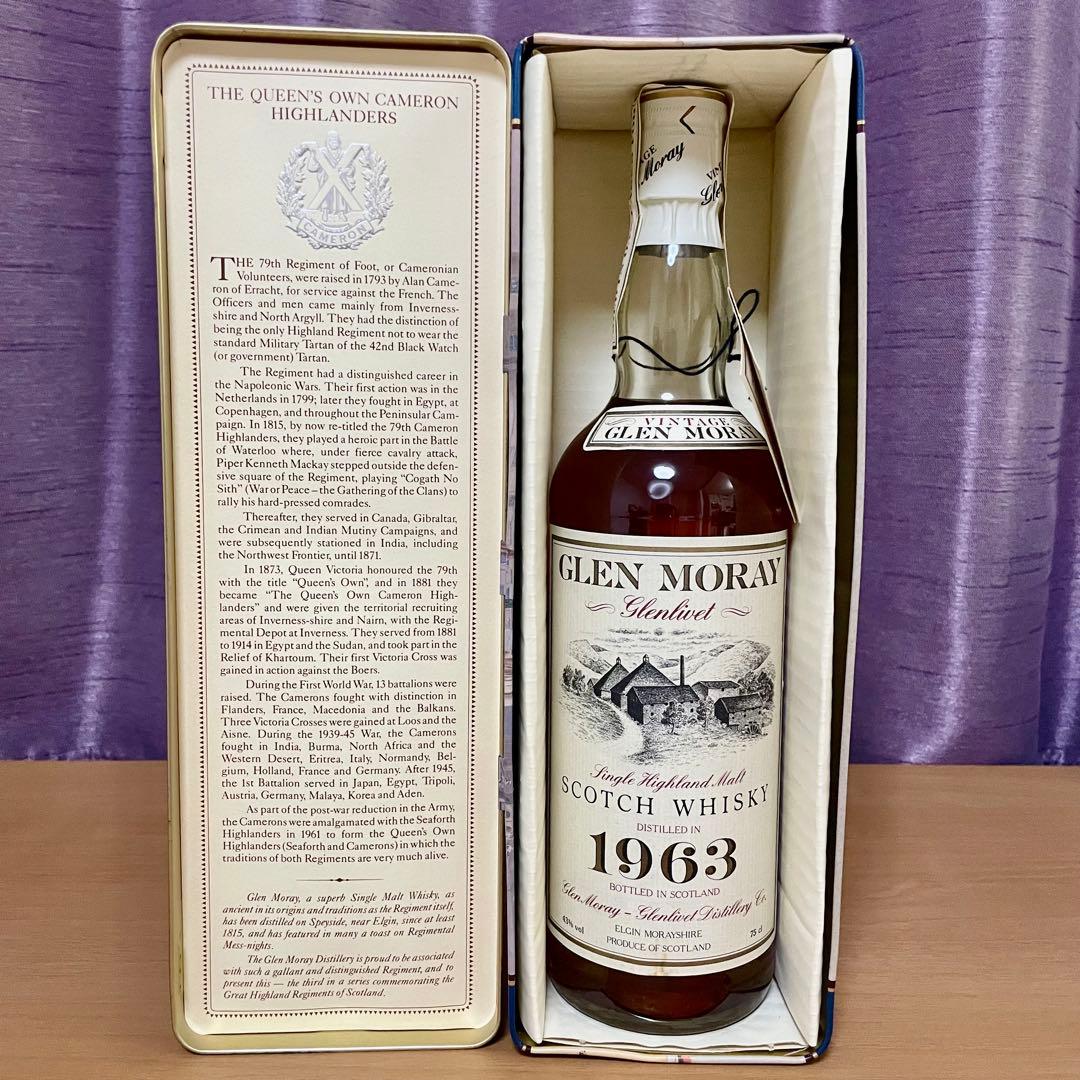 THE QUEEN'S OWN CAMERON
HIGHLANDERS
CAMERON
THE 79th Regiment of Foot, or Cameronian
Volunteers, were raised in 1793 by Alan Came-
ron of Erracht, for service against the French. The
Officers and men came mainly from Inverness-
shire and North Argyll. They had the distinction of
being the only Highland Regiment not to wear the
standard Military Tartan of the 42nd Black Watch
(or government) Tartan.
The Regiment had a distinguished career in
the Napoleonic Wars. Their first action was in the
Netherlands in 1799; later they fought in Egypt, at
Copenhagen, and throughout the Peninsular Cam-
paign. In 1815, by now re-titled the 79th Cameron
Highlanders, they played a heroic part in the Battle
of Waterloo where, under fierce cavalry attack,
Piper Kenneth Mackay stepped outside the defen-
sive square of the Regiment, playing "Cogath No
Sith" (War or Peace – the Gathering of the Clans) to
rally his hard-pressed comrades.
Thereafter, they served in Canada, Gibraltar,
the Crimean and Indian Mutiny Campaigns, and
were subsequently stationed in India, including
the Northwest Frontier, until 1871.
In 1873, Queen Victoria honoured the 79th
with the title "Queen's Own", and in 1881 they
became "The Queen's Own Cameron High-
landers" and were given the territorial recruiting
areas of Inverness-shire and Nairn, with the Regi-
mental Depot at Inverness. They served from 1881
to 1914 in Egypt and the Sudan, and took part in the
Relief of Khartoum. Their first Victoria Cross was
gained in action against the Boers.
During the First World War, 13 battalions were
raised. The Camerons fought with distinction in
Flanders, France, Macedonia and the Balkans.
Three Victoria Crosses were gained at Loos and the
Aisne. During the 1939-45 War, the Camerons
fought in India, Burma, North Africa and the
Western Desert, Eritrea, Italy, Normandy, Bel-
gium, Holland, France and Germany. After 1945,
the 1st Battalion served in Japan, Egypt, Tripoli,
Austria, Germany, Malaya, Korea and Aden.
As part of the post-war reduction in the Army,
the Camerons were amalgamated with the Seaforth
Highlanders in 1961 to form the Queen's Own
Highlanders (Seaforth and Camerons) in which the
traditions of both Regiments are very much alive.
Glen Moray, a superb Single Malt Whisky, as
ancient in its origins and traditions as the Regiment itself,
has been distilled on Speyside, near Elgin, since at least
1815, and has featured in many a toast on Regimental
Mess-nights.
The Glen Moray Distillery is proud to be associated
with such a gallant and distinguished Regiment, and to
present this — the third in a series commemorating the
Great Highland Regiments of Scotland.
Moray
VINTAGE
GLEN MORAY
GLEN MORAY
Glenlivet
Single Highland Malt
SCOTCH WHISKY
DISTILLED IN
1963
BOTTLED IN SCOTLAND
Glen Moray – Glenlivet Distillery Co.
43% vol
ELGIN MORAYSHIRE
75 cl
PRODUCE OF SCOTLAND